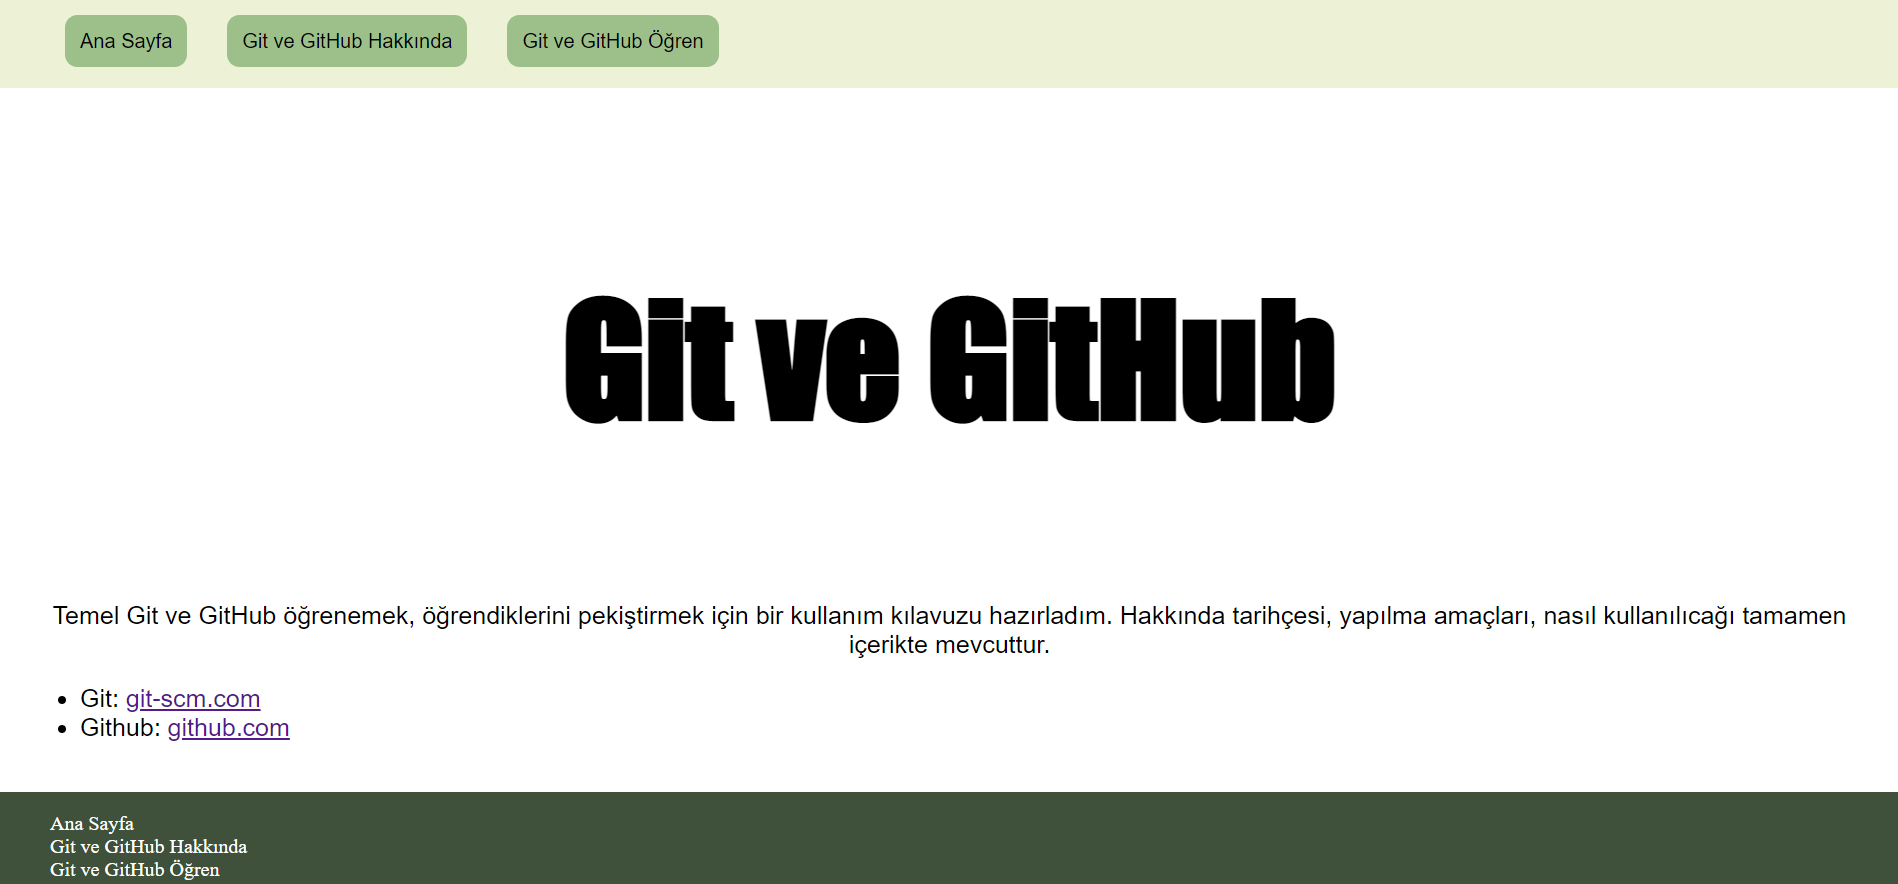 Ana Sayfa
Git ve GitHub Hakkında
Git ve GitHub Öğren
Git ve GitHub
Temel Git ve GitHub öğrenemek, öğrendiklerini pekiştirmek için bir kullanım kılavuzu hazırladım. Hakkında tarihçesi, yapılma amaçları, nasıl kullanılıcağı tamamen
içerikte mevcuttur.
Git: git-scm.com
Github: github.com
Ana Sayfa
Git ve GitHub Hakkında
Git ve GitHub Öğren